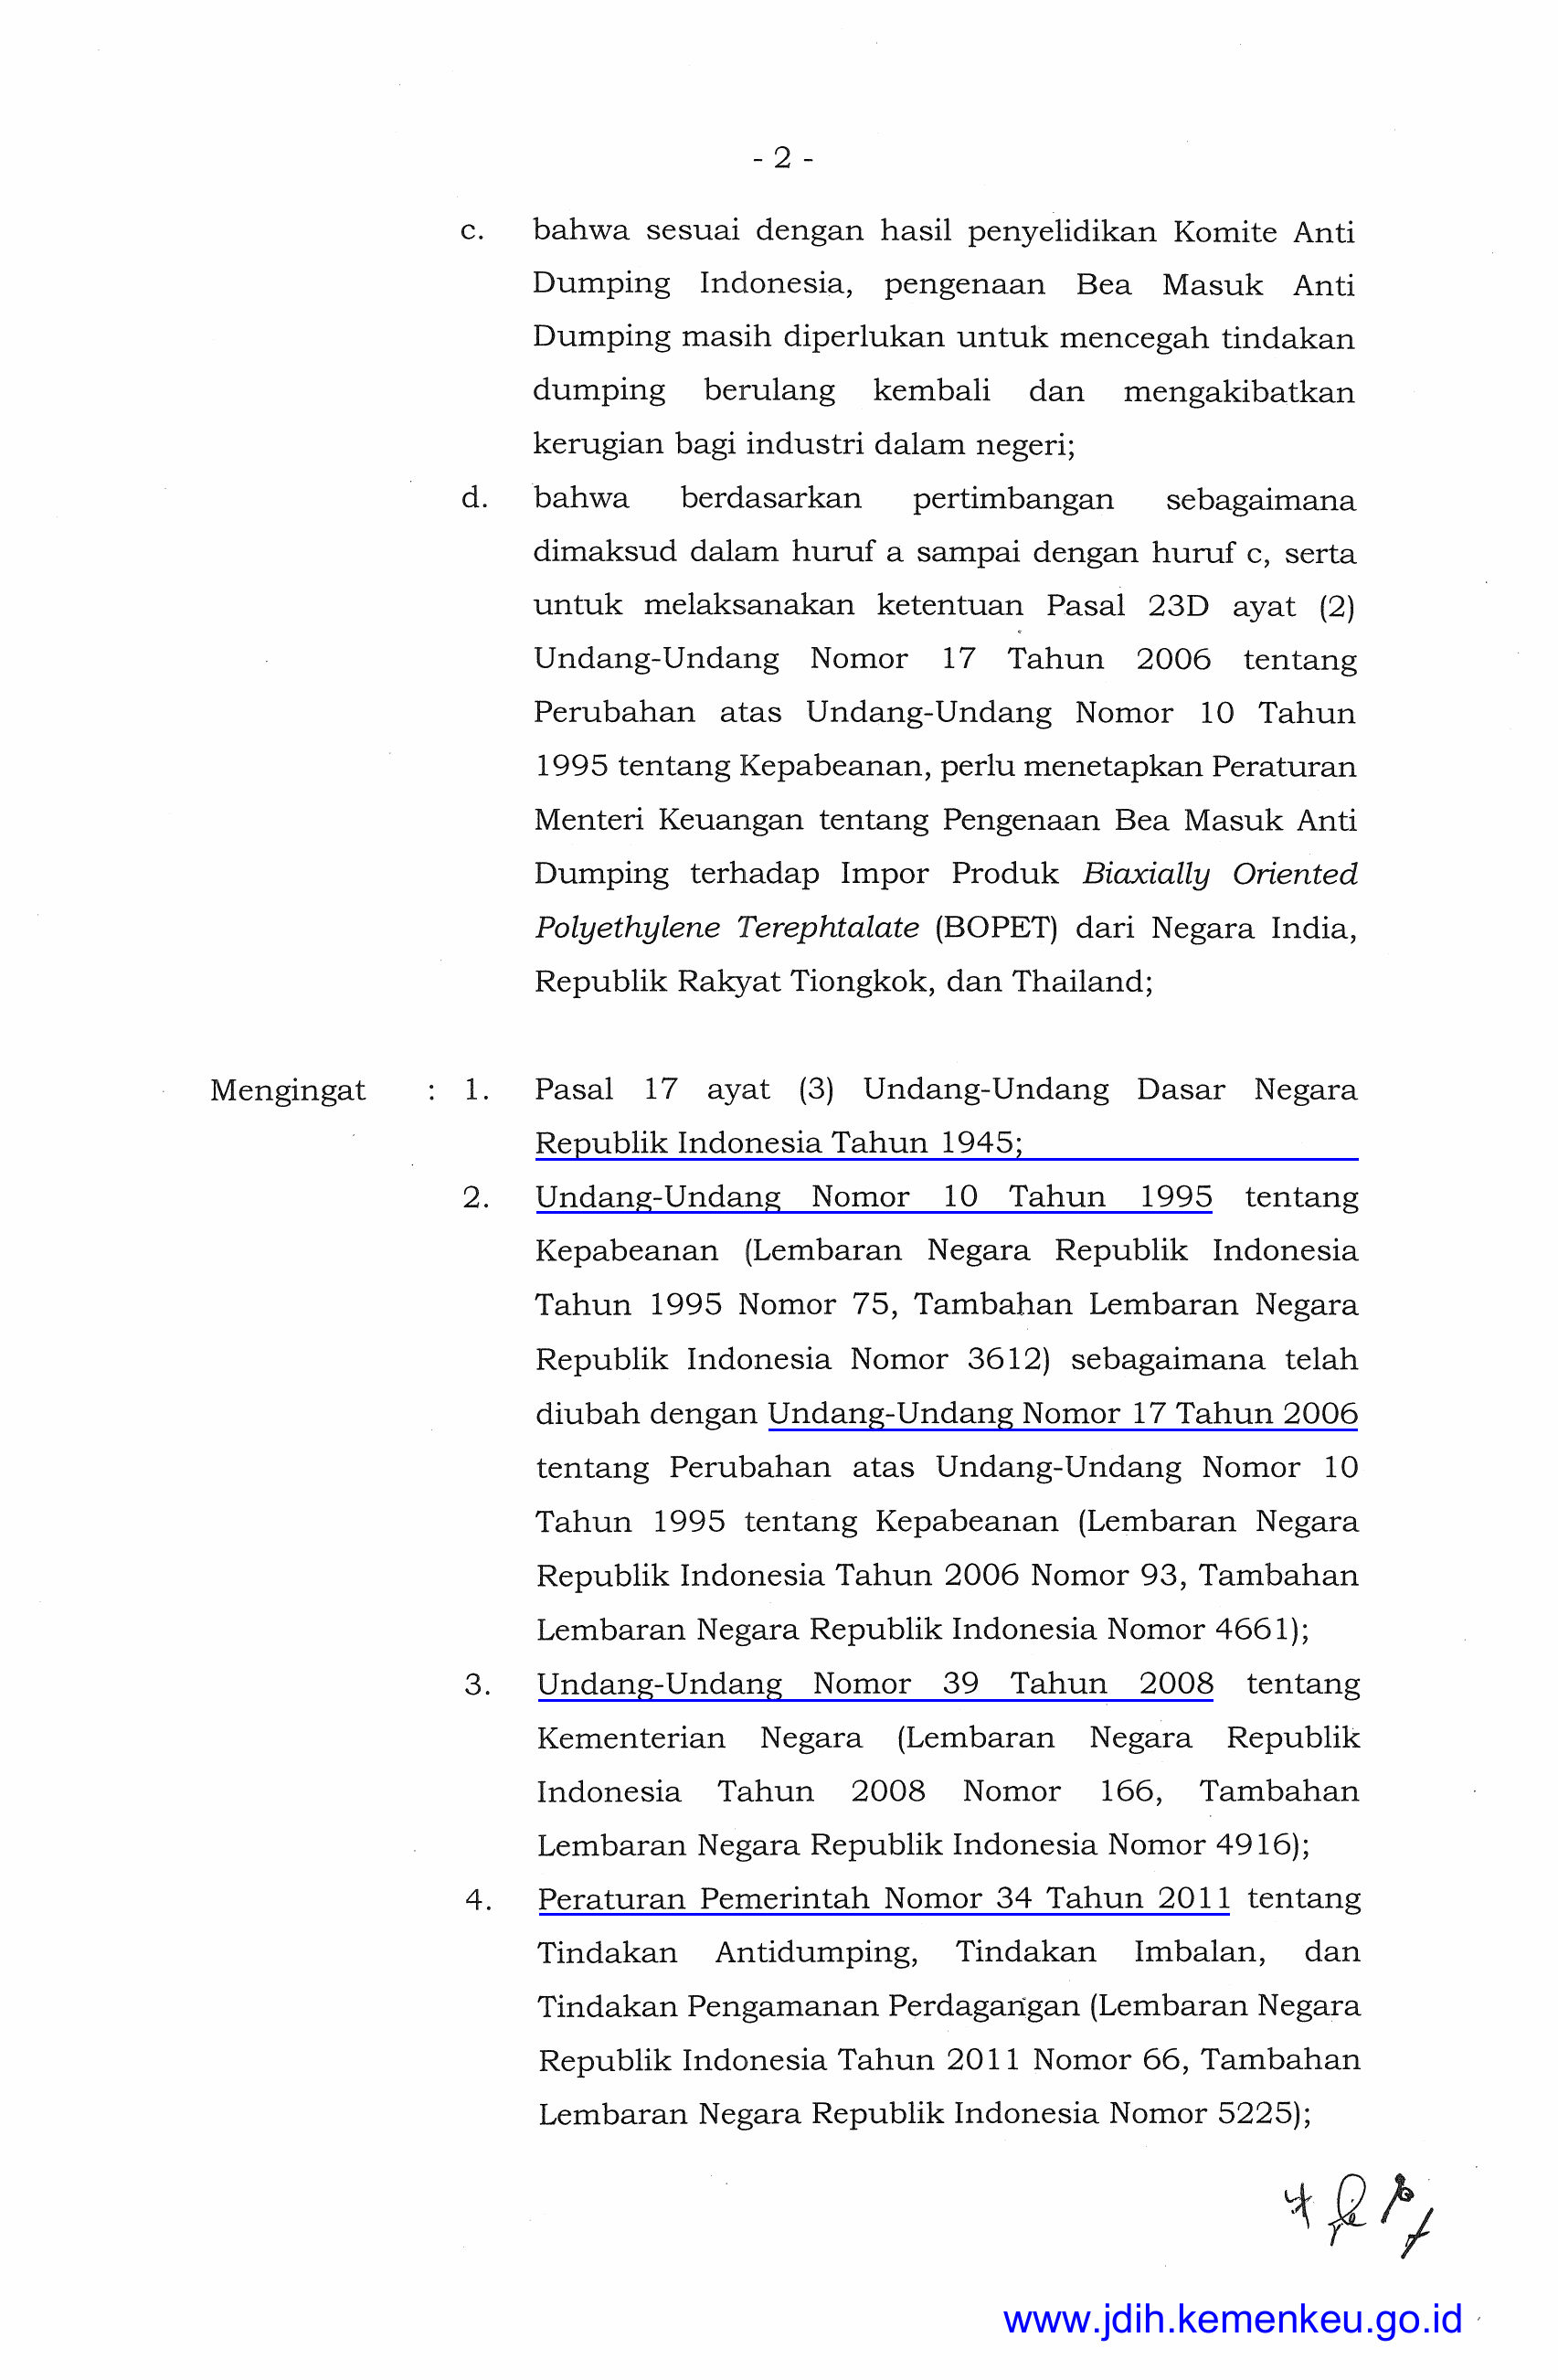 - 2 -
c. bahwa sesuai dengan hasil penyelidikan Komite Anti
Dumping Indonesia, pengenaan Bea Masuk Anti
Dumping masih diperlukan untuk mencegah tindakan
dumping berulang kembali dan mengakibatkan
kerugian bagi industri dalam negeri;
d. bahwa berdasarkan pertimbangan sebagaimana
dimaksud dalam huruf a sampai dengan huruf c, serta
untuk melaksanakan ketentuan Pasal 23D ayat (2)
Undang-Undang Nomor 17 Tahun 2006 tentang
Perubahan atas Undang-Undang Nomor 10 Tahun
1995 tentang Kepabeanan, perlu menetapkan Peraturan
Menteri Keuangan tentang Pengenaan Bea Masuk Anti
Dumping terhadap Impor Produk Biaxially Oriented
Polyethylene Terephtalate (BOPET) dari Negara India,
Republik Rakyat Tiongkok, dan Thailand;
Mengingat : 1. Pasal 17 ayat (3) Undang-Undang Dasar Negara
Republik Indonesia Tahun 1945;
2. Undang-Undang Nomor 10 Tahun 1995 tentang
Kepabeanan (Lembaran Negara Republik Indonesia
Tahun 1995 Nomor 75, Tambahan Lembaran Negara
Republik Indonesia Nomor 3612) sebagaimana telah
diubah dengan Undang-Undang Nomor 17 Tahun 2006
tentang Perubahan atas Undang-Undang Nomor 10
Tahun 1995 tentang Kepabeanan (Lembaran Negara
Republik Indonesia Tahun 2006 Nomor 93, Tambahan
Lembaran Negara Republik Indonesia Nomor 4661);
3. Undang-Undang Nomor 39 Tahun 2008 tentang
Kementerian Negara (Lembaran Negara Republik
Indonesia Tahun 2008 Nomor 166, Tambahan
Lembaran Negara Republik Indonesia Nomor 4916);
4. Peraturan Pemerintah Nomor 34 Tahun 2011 tentang
Tindakan Antidumping, Tindakan Imbalan, dan
Tindakan Pengamanan Perdagangan (Lembaran Negara
Republik Indonesia Tahun 2011 Nomor 66, Tambahan
Lembaran Negara Republik Indonesia Nomor 5225);
www.jdih.kemenkeu.go.id